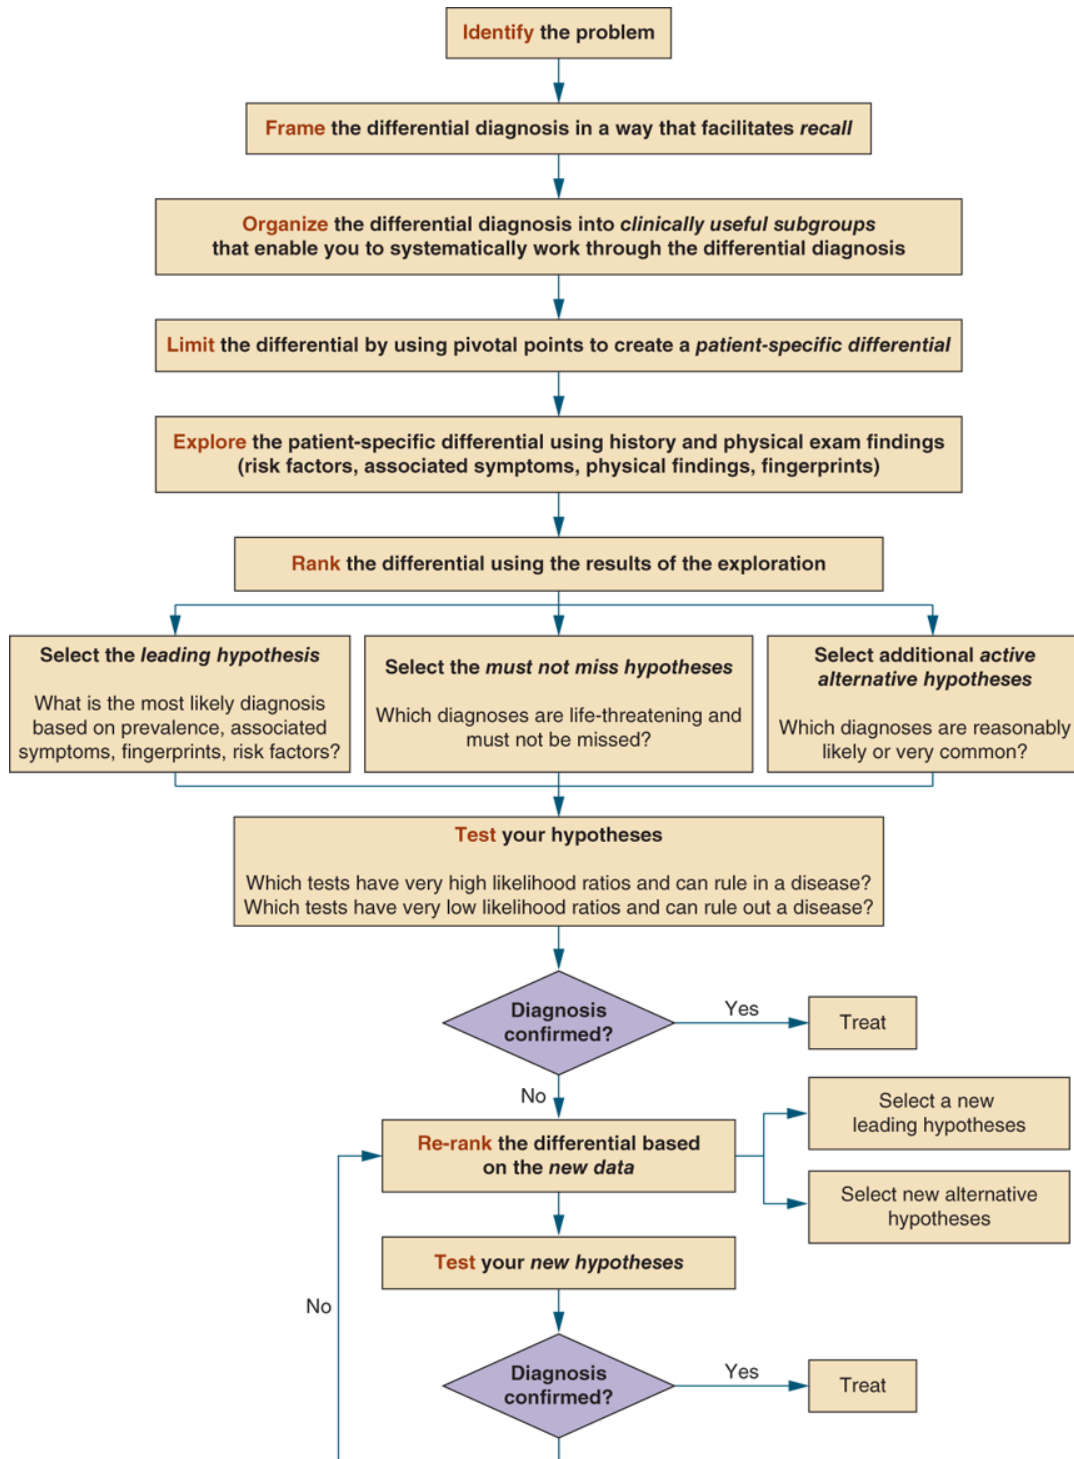 Identify the problem
Frame the differential diagnosis in a way that facilitates recall
Organize the differential diagnosis into clinically useful subgroups
that enable you to systematically work through the differential diagnosis
Limit the differential by using pivotal points to create a patient-specific differential
Explore the patient-specific differential using history and physical exam findings
(risk factors, associated symptoms, physical findings, fingerprints)
Rank the differential using the results of the exploration
Select the leading hypothesis
What is the most likely diagnosis
based on prevalence, associated
symptoms, fingerprints, risk factors?
Select the must not miss hypotheses
Which diagnoses are life-threatening and
must not be missed?
Select additional active
alternative hypotheses
Which diagnoses are reasonably
likely or very common?
Test your hypotheses
Which tests have very high likelihood ratios and can rule in a disease?
Which tests have very low likelihood ratios and can rule out a disease?
Diagnosis
confirmed?
Yes
Treat
No
Re-rank the differential based
on the new data
Select a new
leading hypotheses
Select new alternative
hypotheses
Test your new hypotheses
No
Diagnosis
confirmed?
Yes
Treat